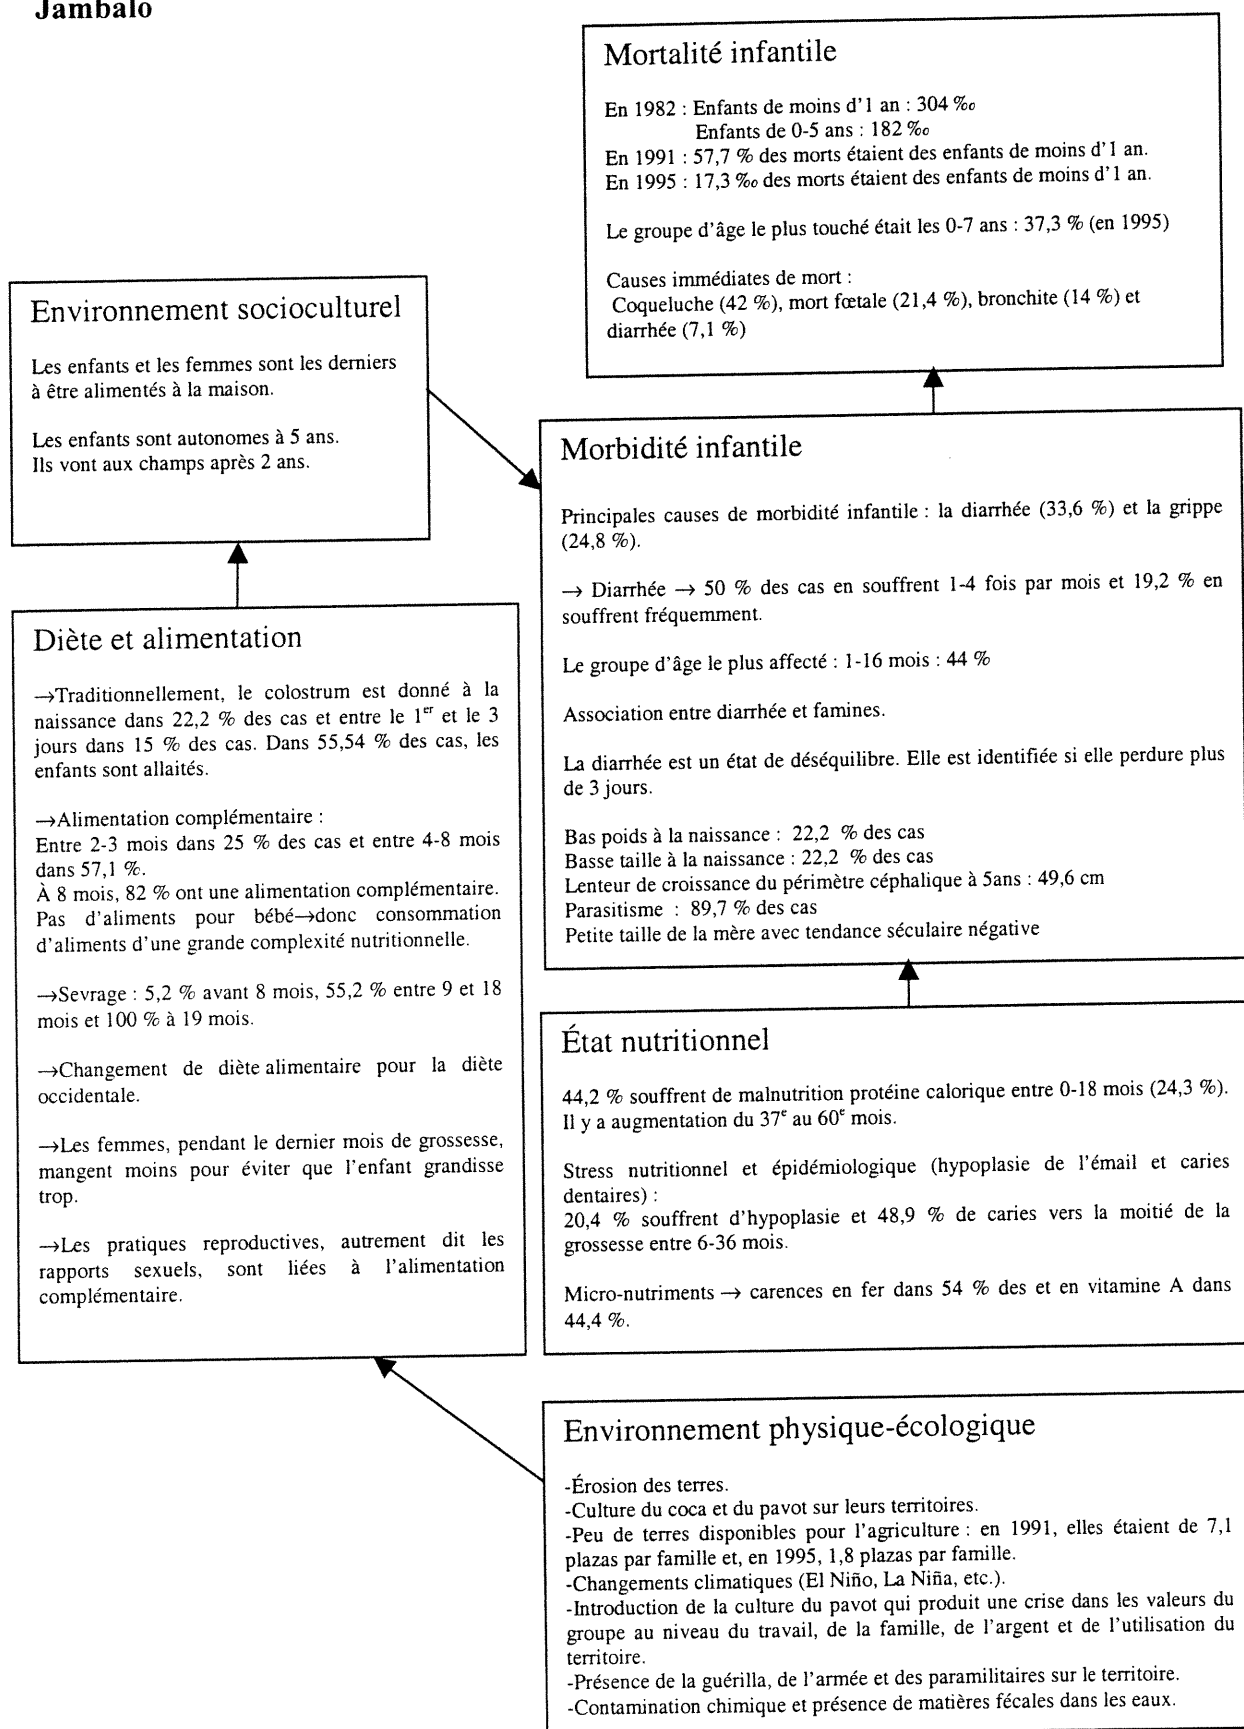 Jambalo
Mortalité infantile
En 1982 : Enfants de moins d'1 an : 304 ‰
Enfants de 0-5 ans : 182 ‰
En 1991 : 57,7 % des morts étaient des enfants de moins d'1 an.
En 1995 : 17,3 ‰ des morts étaient des enfants de moins d'1 an.
Le groupe d'âge le plus touché était les 0-7 ans : 37,3 % (en 1995)
Causes immédiates de mort :
Coqueluche (42 %), mort fœtale (21,4 %), bronchite (14 %) et
diarrhée (7,1 %)
Environnement socioculturel
Les enfants et les femmes sont les derniers
à être alimentés à la maison.
Les enfants sont autonomes à 5 ans.
Ils vont aux champs après 2 ans.
Morbidité infantile
Principales causes de morbidité infantile : la diarrhée (33,6 %) et la grippe
(24,8 %).
→ Diarrhée → 50 % des cas en souffrent 1-4 fois par mois et 19,2 % en
souffrent fréquemment.
Le groupe d'âge le plus affecté : 1-16 mois : 44 %
Association entre diarrhée et famines.
La diarrhée est un état de déséquilibre. Elle est identifiée si elle perdure plus
de 3 jours.
Bas poids à la naissance : 22,2 % des cas
Basse taille à la naissance : 22,2 % des cas
Lenteur de croissance du périmètre céphalique à 5ans : 49,6 cm
Parasitisme : 89,7 % des cas
Petite taille de la mère avec tendance séculaire négative
Diète et alimentation
→Traditionnellement, le colostrum est donné à la
naissance dans 22,2 % des cas et entre le 1er et le 3
jours dans 15 % des cas. Dans 55,54 % des cas, les
enfants sont allaités.
→Alimentation complémentaire :
Entre 2-3 mois dans 25 % des cas et entre 4-8 mois
dans 57,1 %.
À 8 mois, 82 % ont une alimentation complémentaire.
Pas d'aliments pour bébé→donc consommation
d'aliments d'une grande complexité nutritionnelle.
→Sevrage : 5,2 % avant 8 mois, 55,2 % entre 9 et 18
mois et 100 % à 19 mois.
→Changement de diète alimentaire pour la diète
occidentale.
→Les femmes, pendant le dernier mois de grossesse,
mangent moins pour éviter que l'enfant grandisse
trop.
→Les pratiques reproductives, autrement dit les
rapports sexuels, sont liées à l'alimentation
complémentaire.
État nutritionnel
44,2 % souffrent de malnutrition protéine calorique entre 0-18 mois (24,3 %).
Il y a augmentation du 37e au 60e mois.
Stress nutritionnel et épidémiologique (hypoplasie de l'émail et caries
dentaires) :
20,4 % souffrent d'hypoplasie et 48,9 % de caries vers la moitié de la
grossesse entre 6-36 mois.
Micro-nutriments → carences en fer dans 54 % des et en vitamine A dans
44,4 %.
Environnement physique-écologique
-Érosion des terres.
-Culture du coca et du pavot sur leurs territoires.
-Peu de terres disponibles pour l'agriculture : en 1991, elles étaient de 7,1
plazas par famille et, en 1995, 1,8 plazas par famille.
-Changements climatiques (El Niño, La Niña, etc.).
-Introduction de la culture du pavot qui produit une crise dans les valeurs du
groupe au niveau du travail, de la famille, de l'argent et de l'utilisation du
territoire.
-Présence de la guérilla, de l'armée et des paramilitaires sur le territoire.
-Contamination chimique et présence de matières fécales dans les eaux.